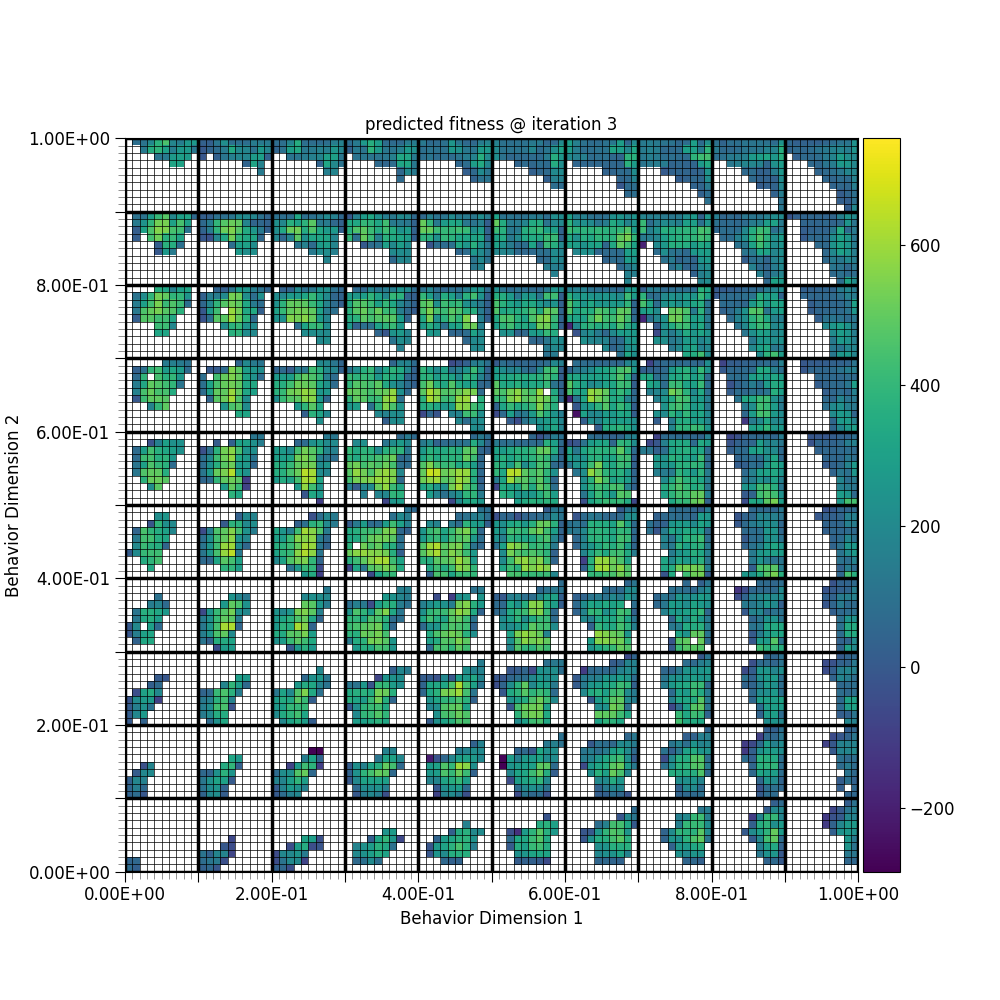 predicted fitness @ iteration 3
1.00E+00
8.00E-01
6.00E-01
4.00E-01
2.00E-01
0.00E+00
Behavior Dimension 2
0.00E+00 2.00E-01 4.00E-01 6.00E-01 8.00E-01 1.00E+00
Behavior Dimension 1
600
400
200
0
−200